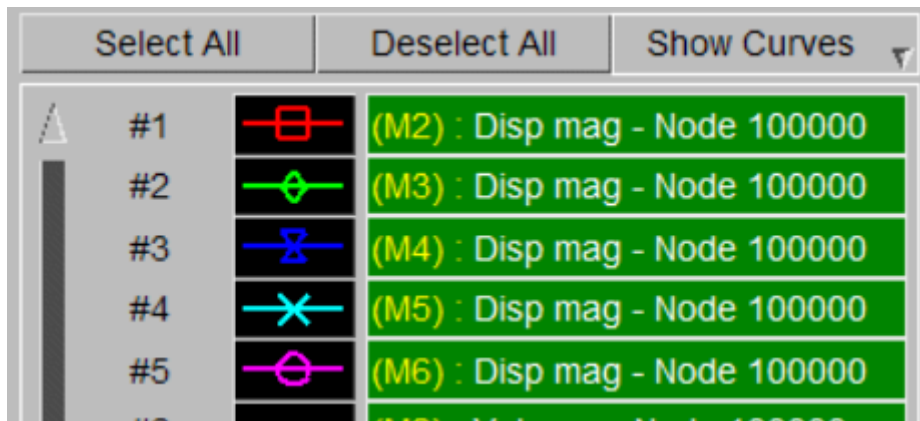 Select All Deselect All Show Curves
#1 (M2) : Disp mag - Node 100000
#2 (M3) : Disp mag - Node 100000
#3 (M4) : Disp mag - Node 100000
#4 (M5) : Disp mag - Node 100000
#5 (M6) : Disp mag - Node 100000